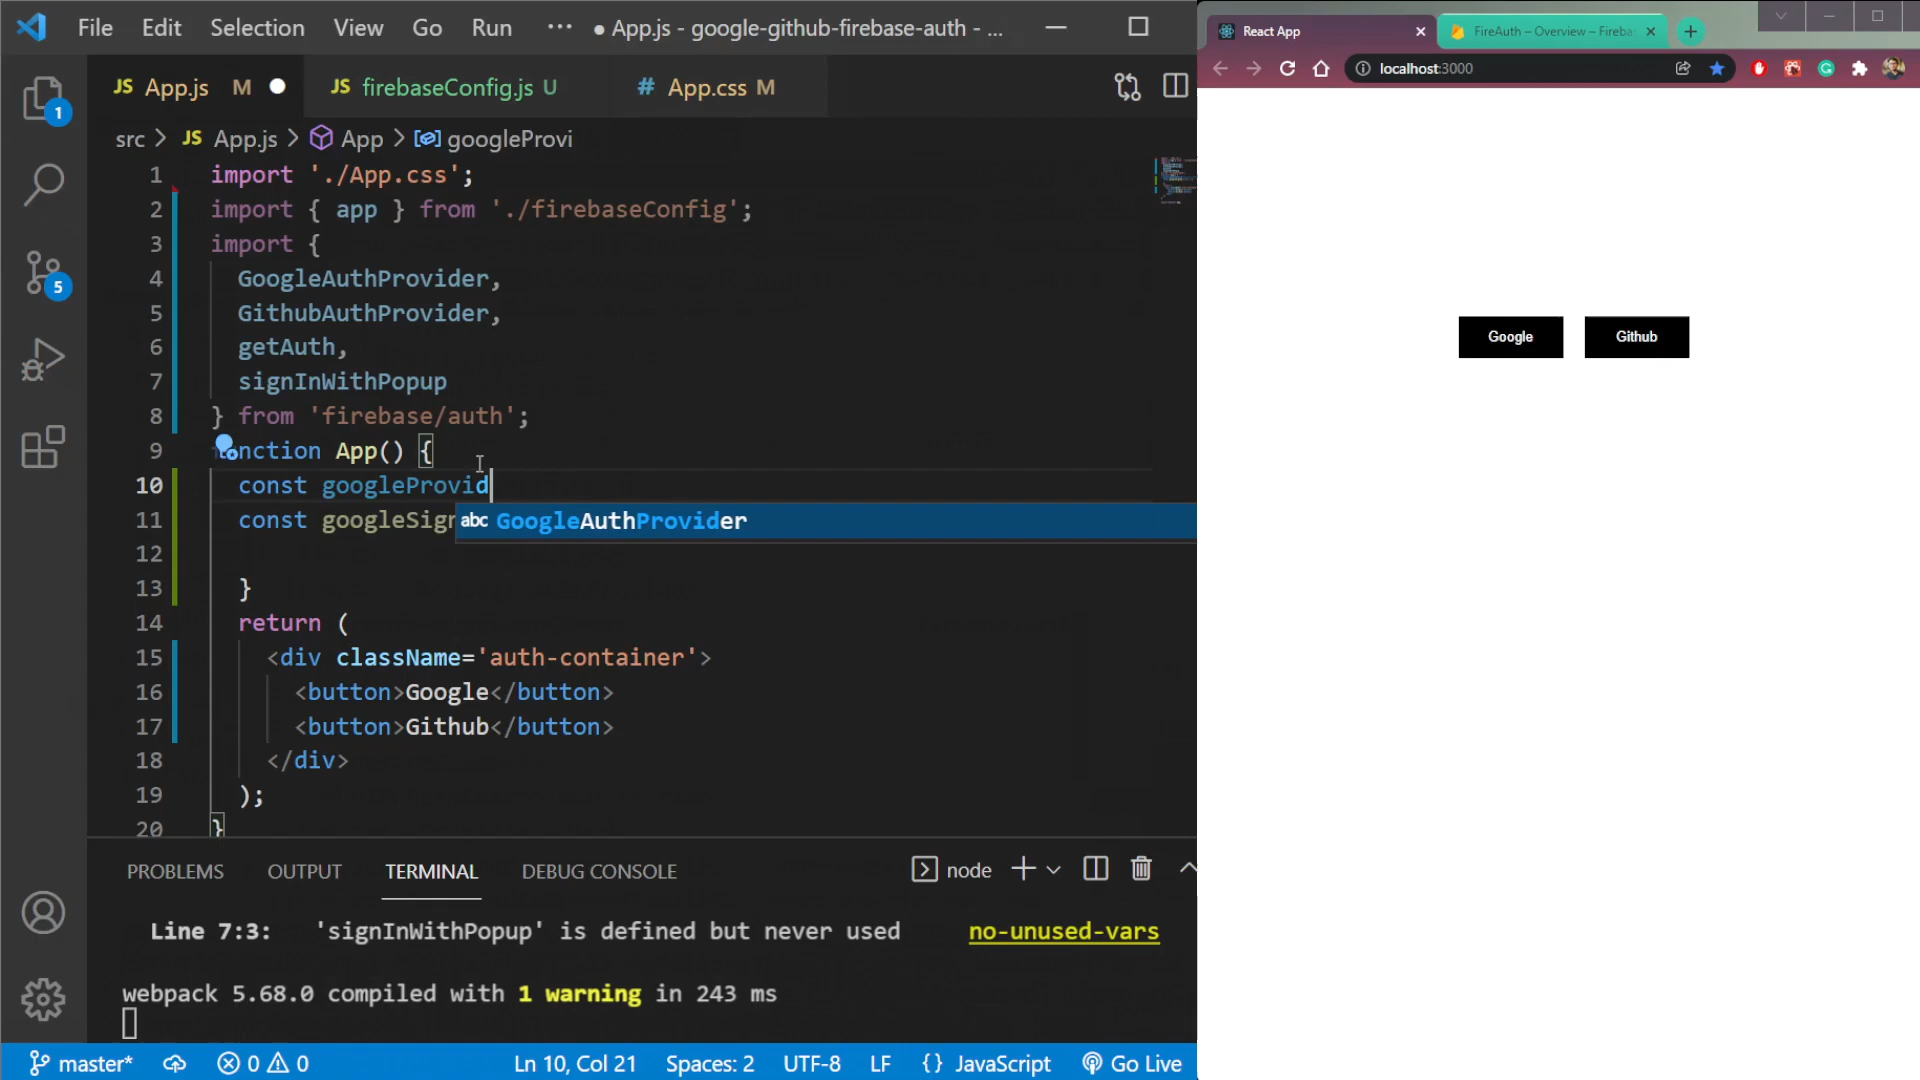 File Edit Selection View Go Run ··· ● App.js - google-github-firebase-auth - ...
JS App.js M ● JS firebaseConfig.js U # App.css M
src > JS App.js > App > googleProvi
1 import './App.css';
2 import { app } from './firebaseConfig';
3 import {
4 GoogleAuthProvider,
5 GithubAuthProvider,
6 getAuth,
7 signInWithPopup
8 } from 'firebase/auth';
9 nction App() {
10 const googleProvid
11 const googleSign
abc GoogleAuthProvider
12
13 }
14 return (
15 <div className='auth-container'>
16 <button>Google</button>
17 <button>Github</button>
18 </div>
19 );
20 }
PROBLEMS OUTPUT TERMINAL DEBUG CONSOLE node
Line 7:3: 'signInWithPopup' is defined but never used no-unused-vars
webpack 5.68.0 compiled with 1 warning in 243 ms
1
5
master* 0 0 Ln 10, Col 21 Spaces: 2 UTF-8 LF {} JavaScript Go Live
React App FireAuth – Overview – Fireba
localhost:3000
Google Github